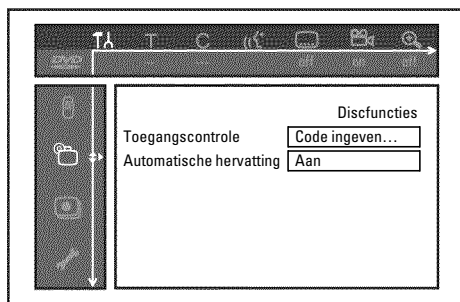 T C
DVD
off on off
Discfuncties
Toegangscontrole Code ingeven...
Automatische hervatting Aan